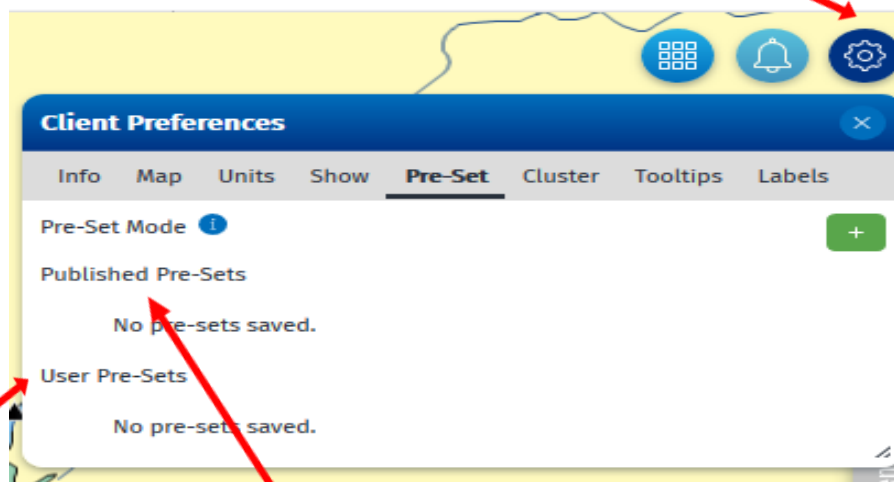 Client Preferences
Info Map Units Show Pre-Set Cluster Tooltips Labels
Pre-Set Mode i
+
Published Pre-Sets
No pre-sets saved.
User Pre-Sets
No pre-sets saved.